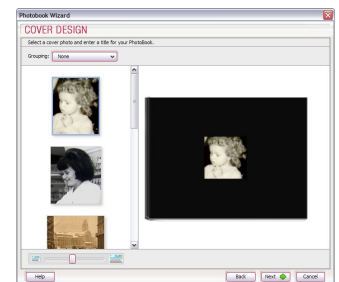 Photobook Wizard
COVER DESIGN
Select a cover photo and enter a title for your PhotoBook.
Grouping: None
Help Back Next Cancel